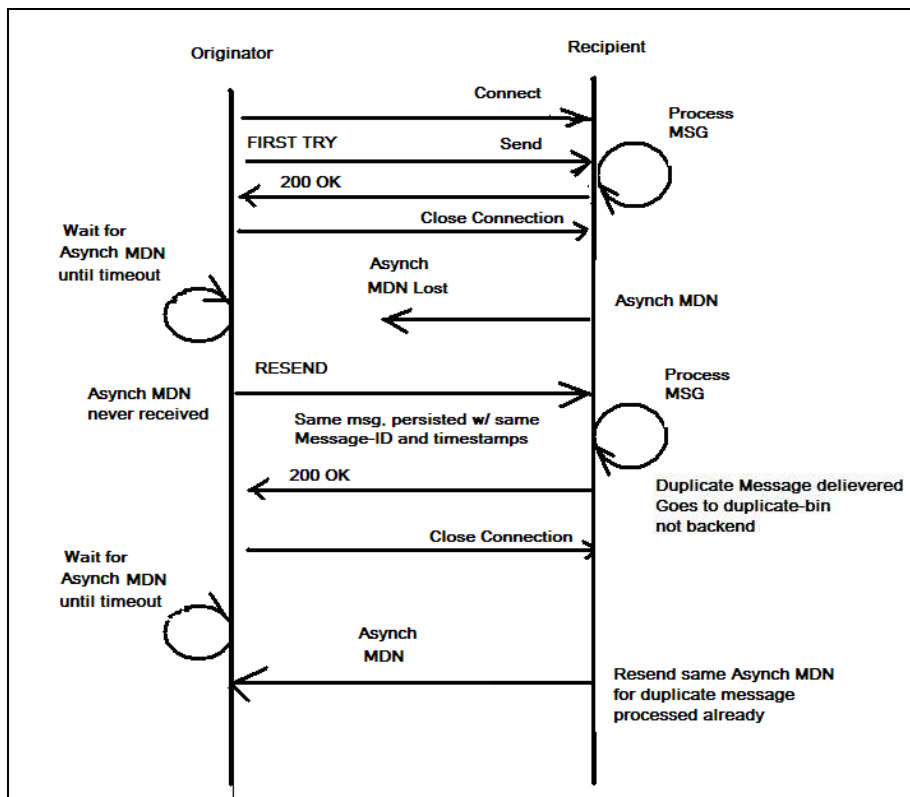 Originator
Recipient
Connect
Process
MSG
FIRST TRY
Send
200 OK
Close Connection
Wait for
Asynch MDN
until timeout
Asynch
MDN Lost
Asynch MDN
RESEND
Asynch MDN
never received
Process
MSG
Same msg, persisted w/ same
Message-ID and timestamps
200 OK
Duplicate Message delievered
Goes to duplicate-bin
not backend
Close Connection
Wait for
Asynch MDN
until timeout
Asynch
MDN
Resend same Asynch MDN
for duplicate message
processed already